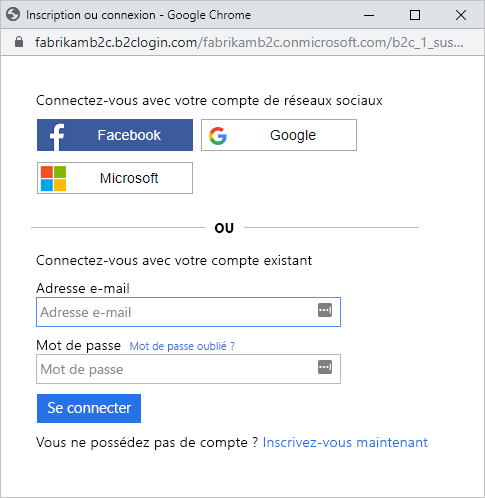 Inscription ou connexion - Google Chrome
fabrikamb2c.b2clogin.com/fabrikamb2c.onmicrosoft.com/b2c_1_sus...
Connectez-vous avec votre compte de réseaux sociaux
Facebook Google
Microsoft
OU
Connectez-vous avec votre compte existant
Adresse e-mail
Adresse e-mail
Mot de passe Mot de passe oublié ?
Mot de passe
Se connecter
Vous ne possédez pas de compte ? Inscrivez-vous maintenant